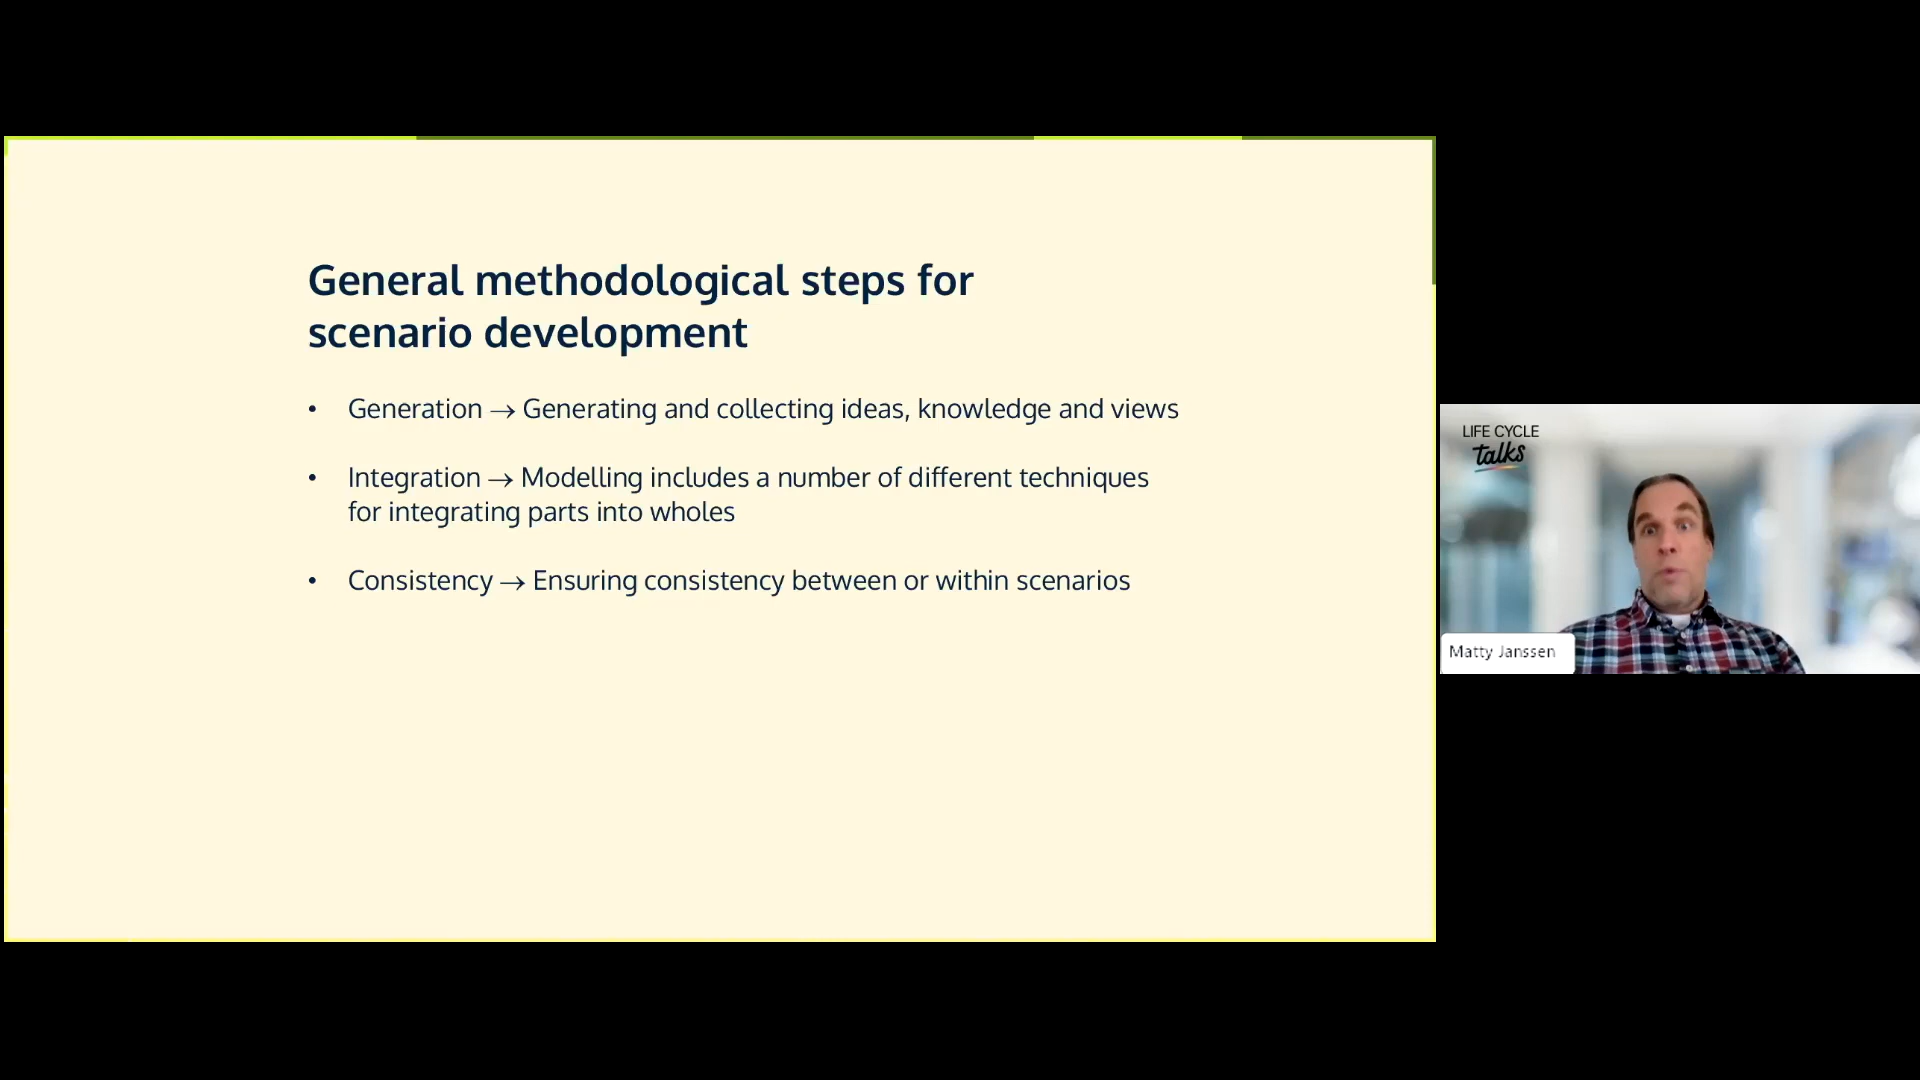 General methodological steps for
scenario development
• Generation → Generating and collecting ideas, knowledge and views
• Integration → Modelling includes a number of different techniques
for integrating parts into wholes
• Consistency → Ensuring consistency between or within scenarios
LIFE CYCLE
talks
Matty Janssen